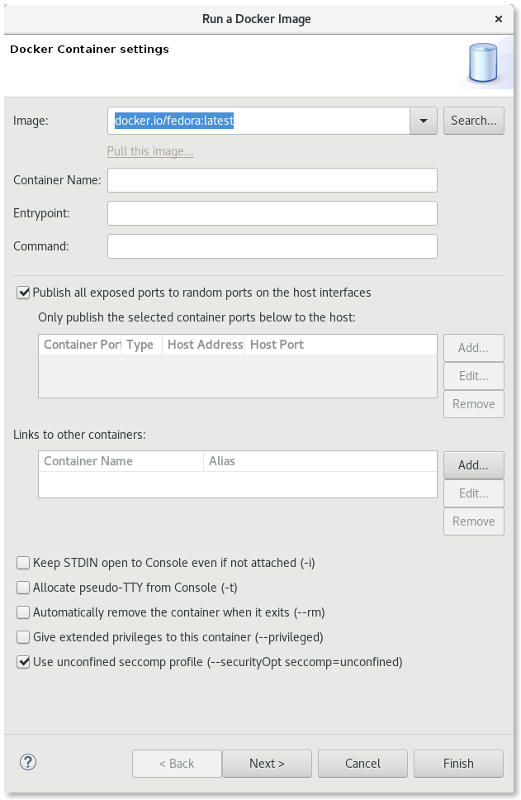 Run a Docker Image
Docker Container settings
Image: docker.io/fedora:latest Search...
Pull this image...
Container Name:
Entrypoint:
Command:
Publish all exposed ports to random ports on the host interfaces
Only publish the selected container ports below to the host:
Container Port Type Host Address Host Port
Add...
Edit...
Remove
Links to other containers:
Container Name Alias
Add...
Edit...
Remove
Keep STDIN open to Console even if not attached (-i)
Allocate pseudo-TTY from Console (-t)
Automatically remove the container when it exits (--rm)
Give extended privileges to this container (--privileged)
Use unconfined seccomp profile (--securityOpt seccomp=unconfined)
? < Back Next > Cancel Finish